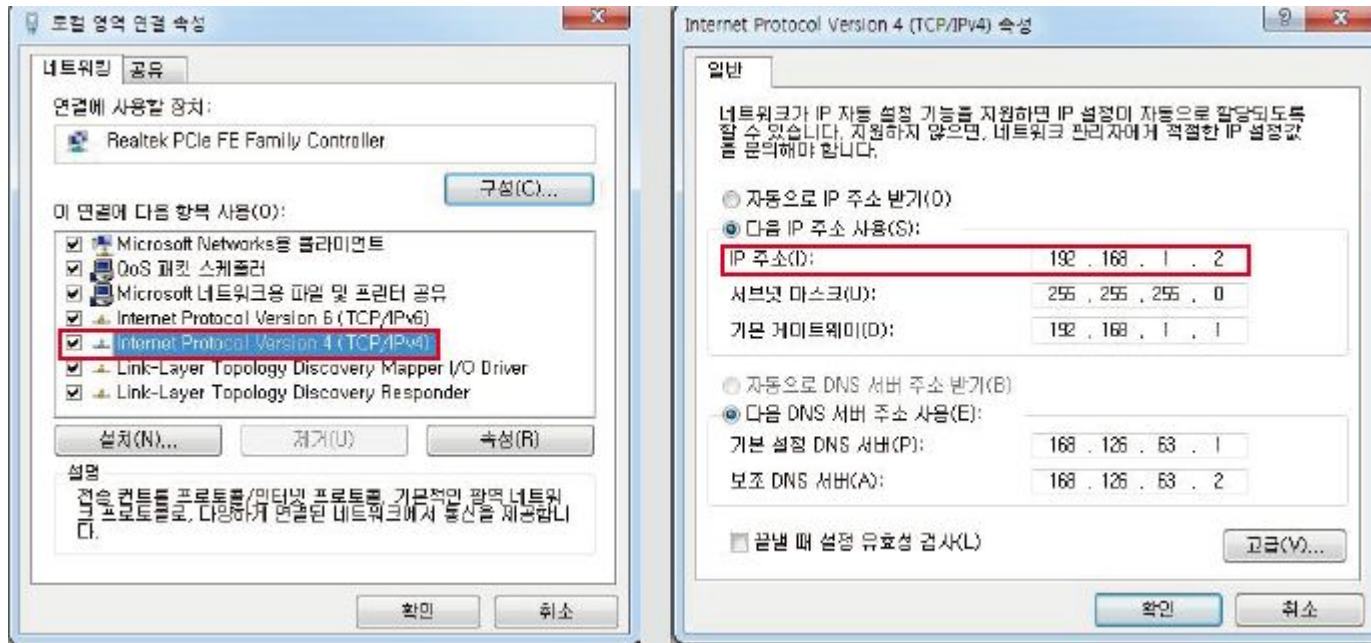 로컬 영역 연결 속성
네트워킹 공유
연결에 사용할 장치:
Realtek PCIe FE Family Controller
구성(C)...
이 연결에 다음 항목 사용(O):
Microsoft Networks용 클라이언트
QoS 패킷 스케줄러
Microsoft 네트워크용 파일 및 프린터 공유
Internet Protocol Version 6 (TCP/IPv6)
Internet Protocol Version 4 (TCP/IPv4)
Link-Layer Topology Discovery Mapper I/O Driver
Link-Layer Topology Discovery Responder
설치(N)... 제거(U) 속성(R)
설명
전송 컨트롤 프로토콜/인터넷 프로토콜. 기본적인 광역 네트워
크 프로토콜로, 다양하게 연결된 네트워크에서 통신을 제공합니
다.
확인 취소
Internet Protocol Version 4 (TCP/IPv4) 속성
일반
네트워크가 IP 자동 설정 기능을 지원하면 IP 설정이 자동으로 할당되도록
할 수 있습니다. 지원하지 않으면, 네트워크 관리자에게 적절한 IP 설정값
을 문의해야 합니다.
자동으로 IP 주소 받기(O)
다음 IP 주소 사용(S):
IP 주소(I): 192 . 168 . 1 . 2
서브넷 마스크(U): 255 . 255 . 255 . 0
기본 게이트웨이(D): 192 . 168 . 1 . 1
자동으로 DNS 서버 주소 받기(B)
다음 DNS 서버 주소 사용(E):
기본 설정 DNS 서버(P): 168 . 126 . 63 . 1
보조 DNS 서버(A): 168 . 126 . 63 . 2
끝낼 때 설정 유효성 검사(L)
고급(V)...
확인 취소